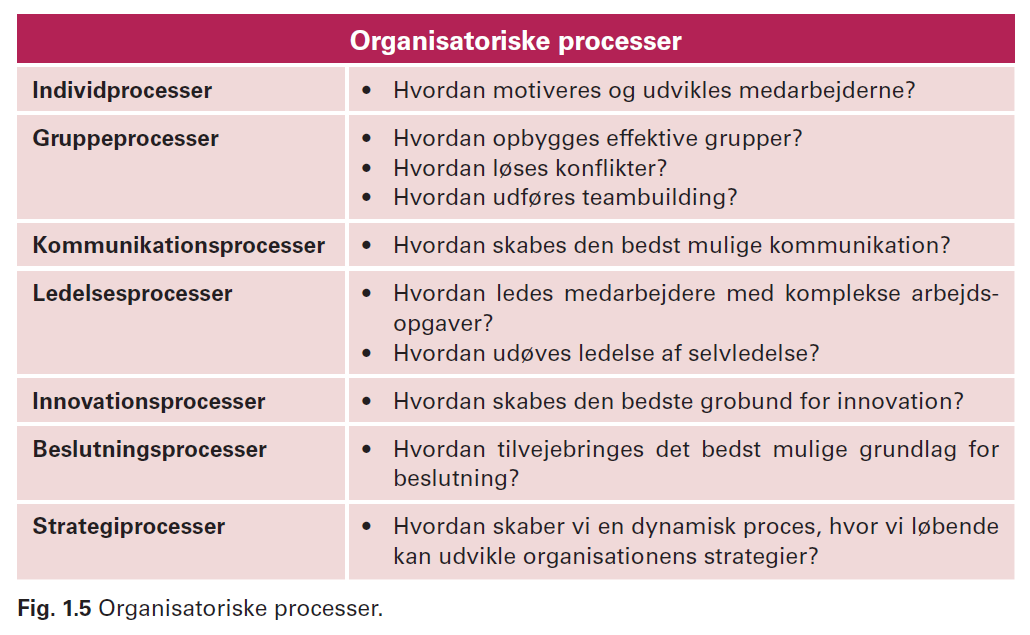 Organisatoriske processer
Individprocesser
• Hvordan motiveres og udvikles medarbejderne?
Gruppeprocesser
• Hvordan opbygges effektive grupper?
• Hvordan løses konflikter?
• Hvordan udføres teambuilding?
Kommunikationsprocesser
• Hvordan skabes den bedst mulige kommunikation?
Ledelsesprocesser
• Hvordan ledes medarbejdere med komplekse arbejds-
opgaver?
• Hvordan udøves ledelse af selvledelse?
Innovationsprocesser
• Hvordan skabes den bedste grobund for innovation?
Beslutningsprocesser
• Hvordan tilvejebringes det bedst mulige grundlag for
beslutning?
Strategiprocesser
• Hvordan skaber vi en dynamisk proces, hvor vi løbende
kan udvikle organisationens strategier?
Fig. 1.5 Organisatoriske processer.